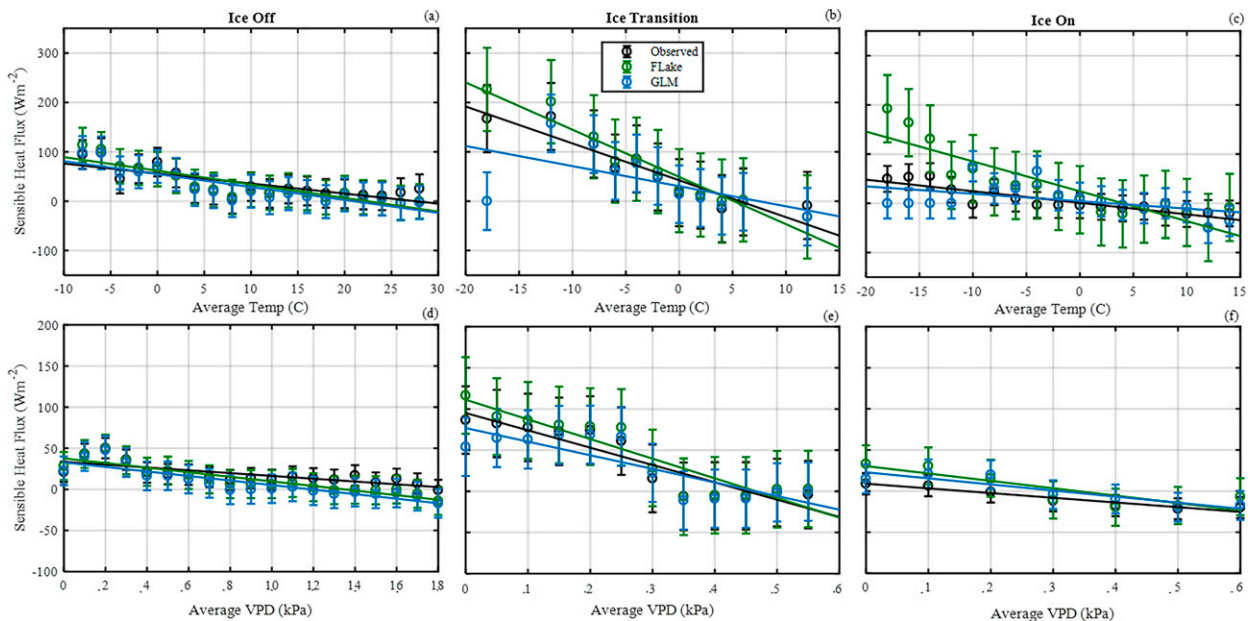 Ice Off
(a)
Ice Transition
(b)
Ice On
(c)
Sensible Heat Flux (Wm-2)
300
200
100
0
-100
Observed
FLake
GLM
-10 -5 0 5 10 15 20 25 30
Average Temp (C)
-20 -15 -10 -5 0 5 10 15
Average Temp (C)
-20 -15 -10 -5 0 5 10 15
Average Temp (C)
(d)
(e)
(f)
Sensible Heat Flux (Wm-2)
200
150
100
50
0
-50
-100
0 .2 .4 .6 .8 1.0 1.2 1.4 1.6 1.8
Average VPD (kPa)
0 .1 .2 .3 .4 .5 .6
Average VPD (kPa)
0 .1 .2 .3 .4 .5 .6
Average VPD (kPa)